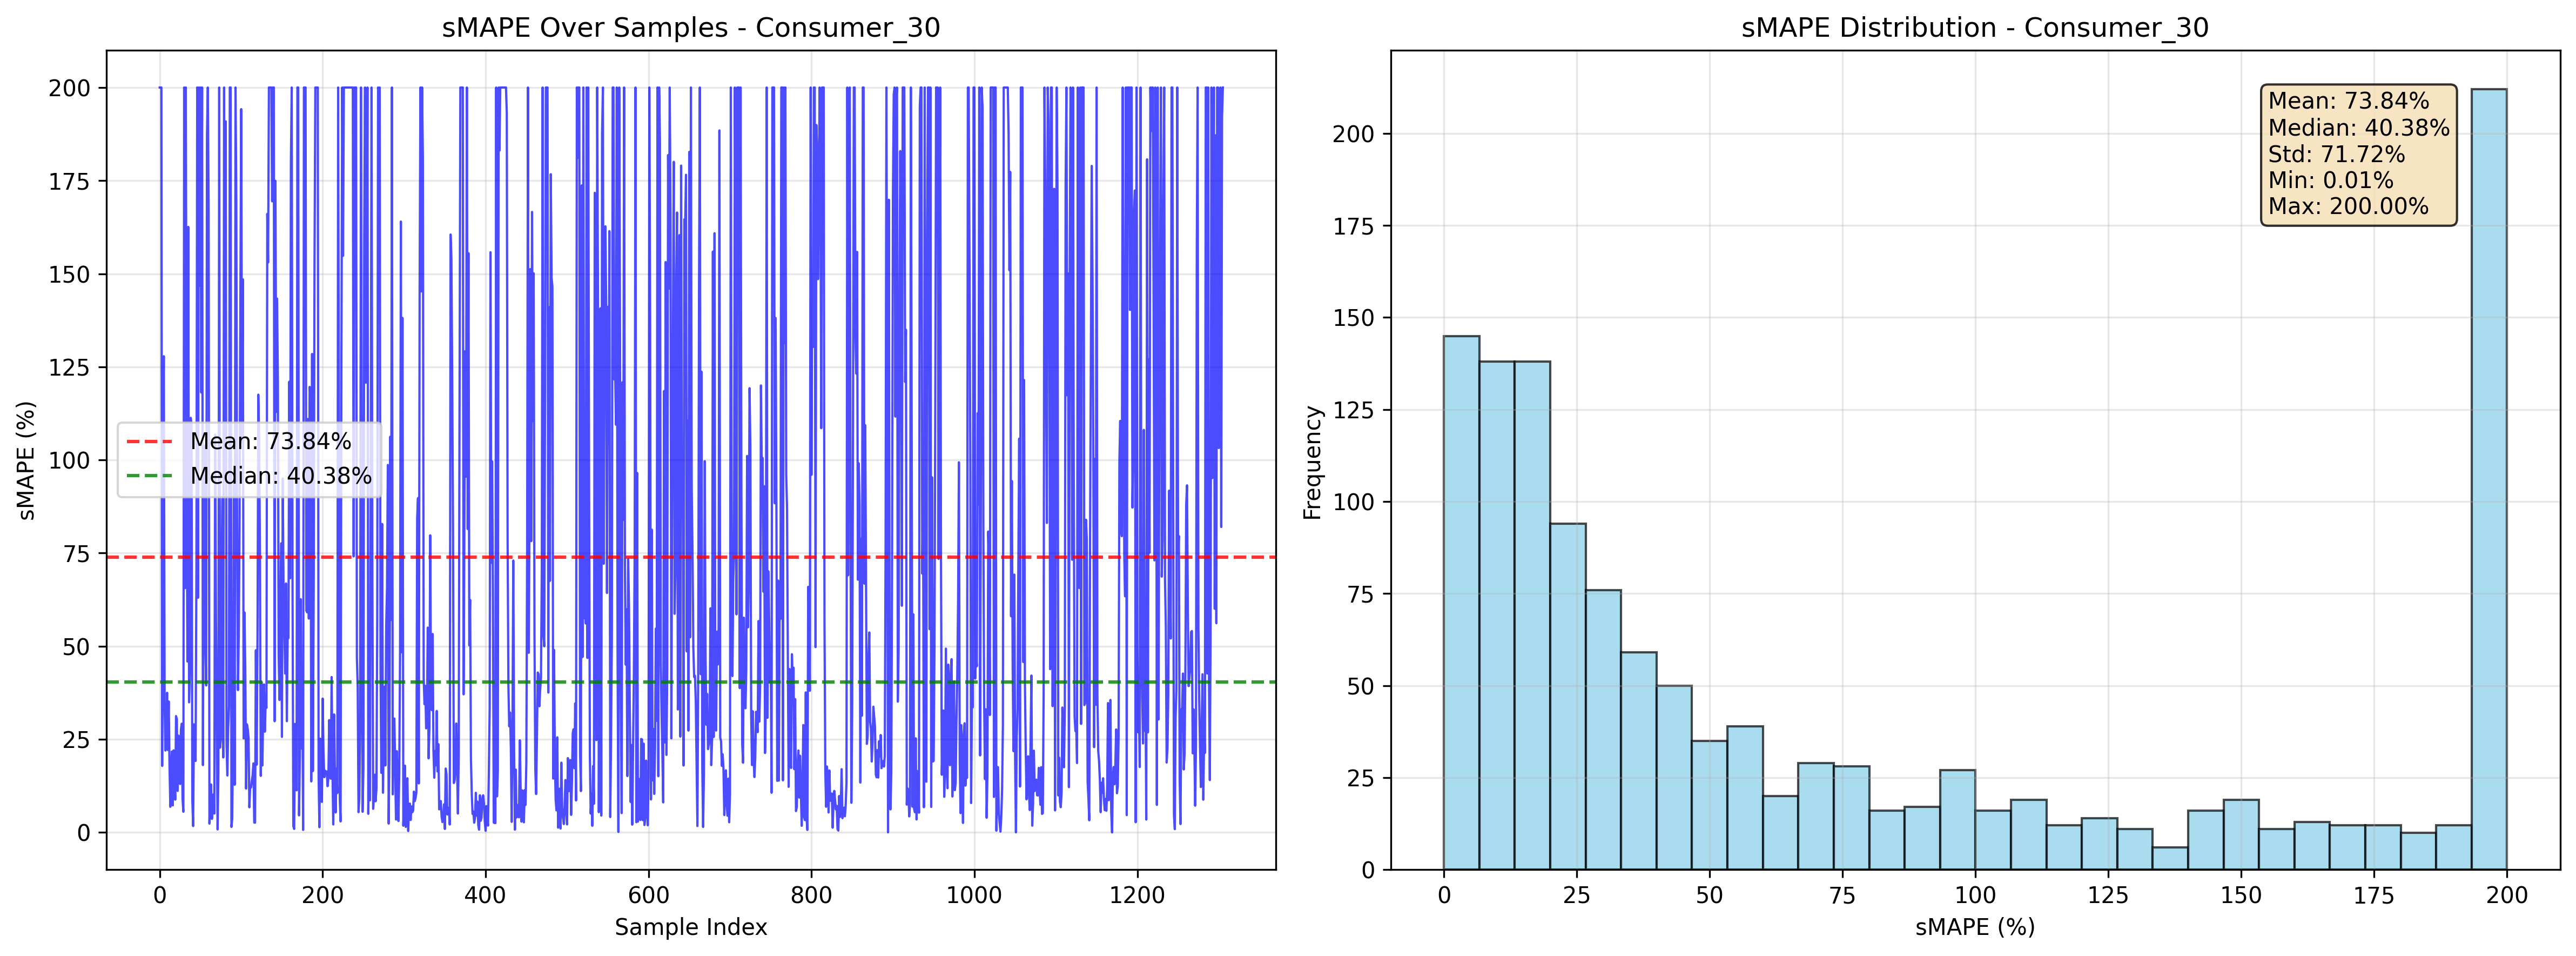 sMAPE Over Samples - Consumer_30
sMAPE (%)
200
175
150
125
100
75
50
25
0
Mean: 73.84%
Median: 40.38%
0
200
400
600
800
1000
1200
Sample Index
sMAPE Distribution - Consumer_30
Frequency
200
175
150
125
100
75
50
25
0
Mean: 73.84%
Median: 40.38%
Std: 71.72%
Min: 0.01%
Max: 200.00%
0
25
50
75
100
125
150
175
200
sMAPE (%)